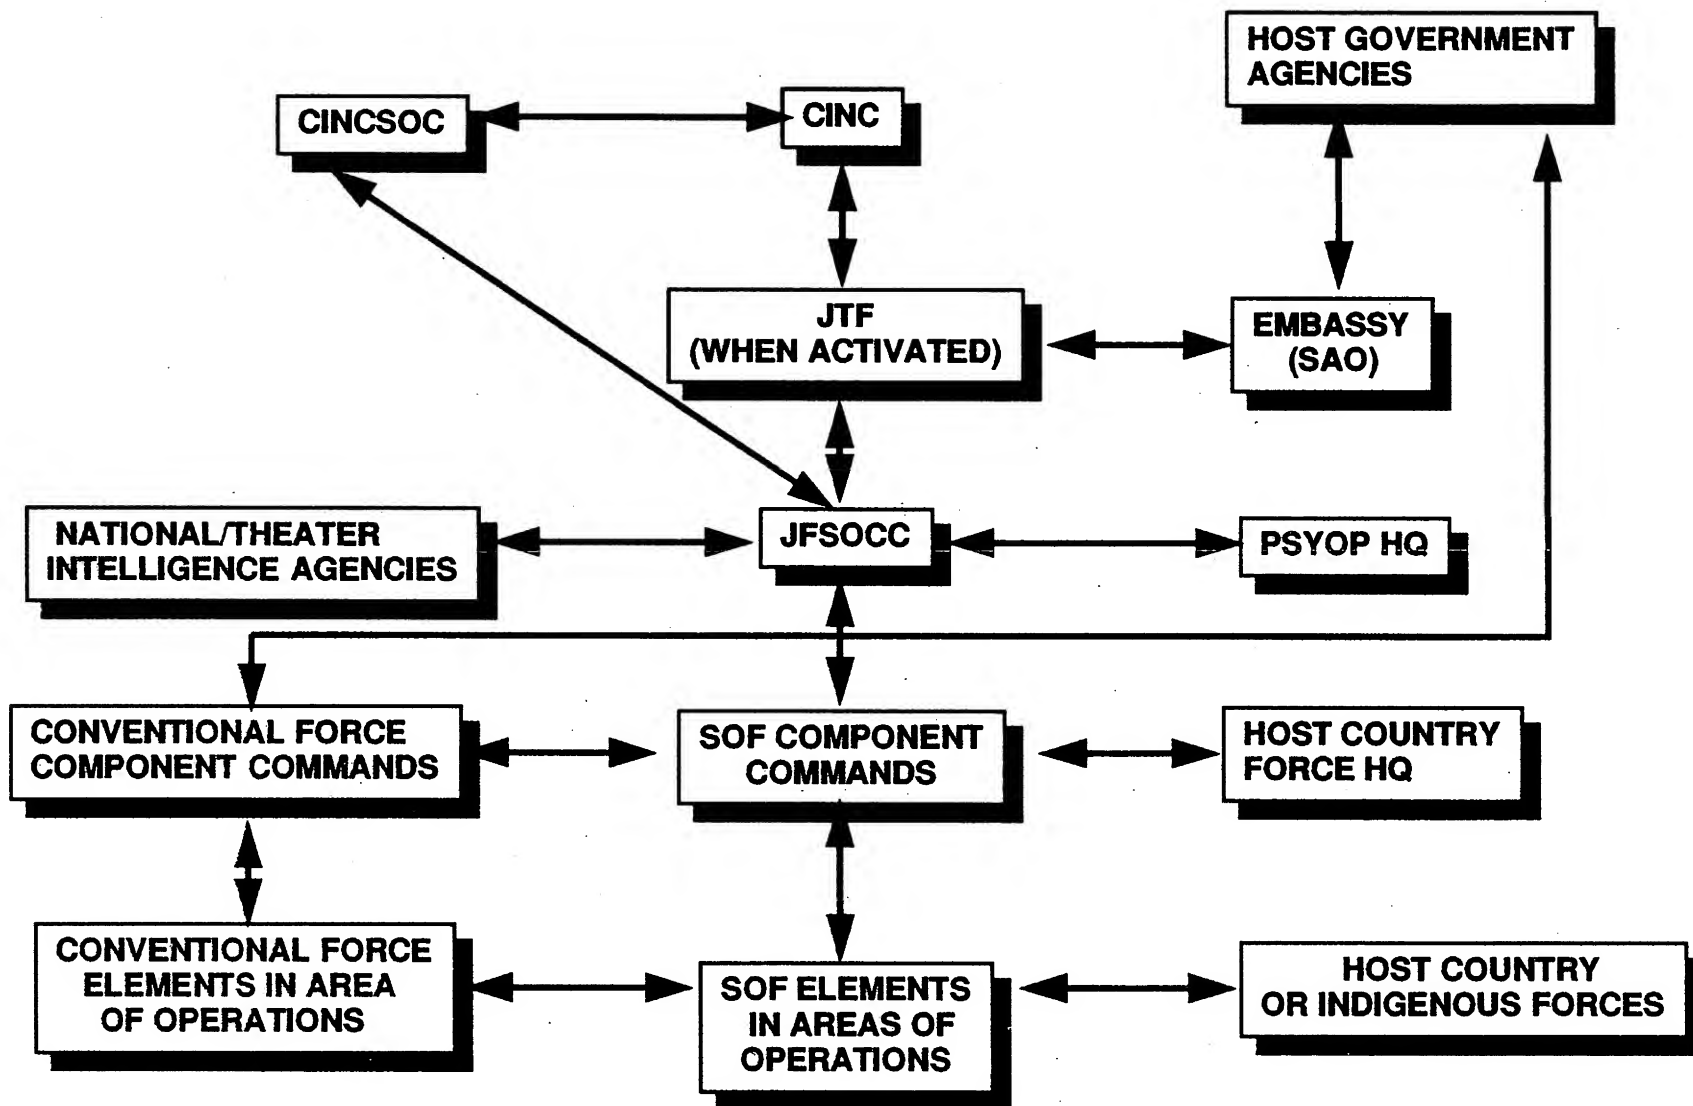 HOST GOVERNMENT
AGENCIES
CINCSOC
CINC
JTF
(WHEN ACTIVATED)
EMBASSY
(SAO)
NATIONAL/THEATER
INTELLIGENCE AGENCIES
JFSOCC
PSYOP HQ
CONVENTIONAL FORCE
COMPONENT COMMANDS
SOF COMPONENT
COMMANDS
HOST COUNTRY
FORCE HQ
CONVENTIONAL FORCE
ELEMENTS IN AREA
OF OPERATIONS
SOF ELEMENTS
IN AREAS OF
OPERATIONS
HOST COUNTRY
OR INDIGENOUS FORCES